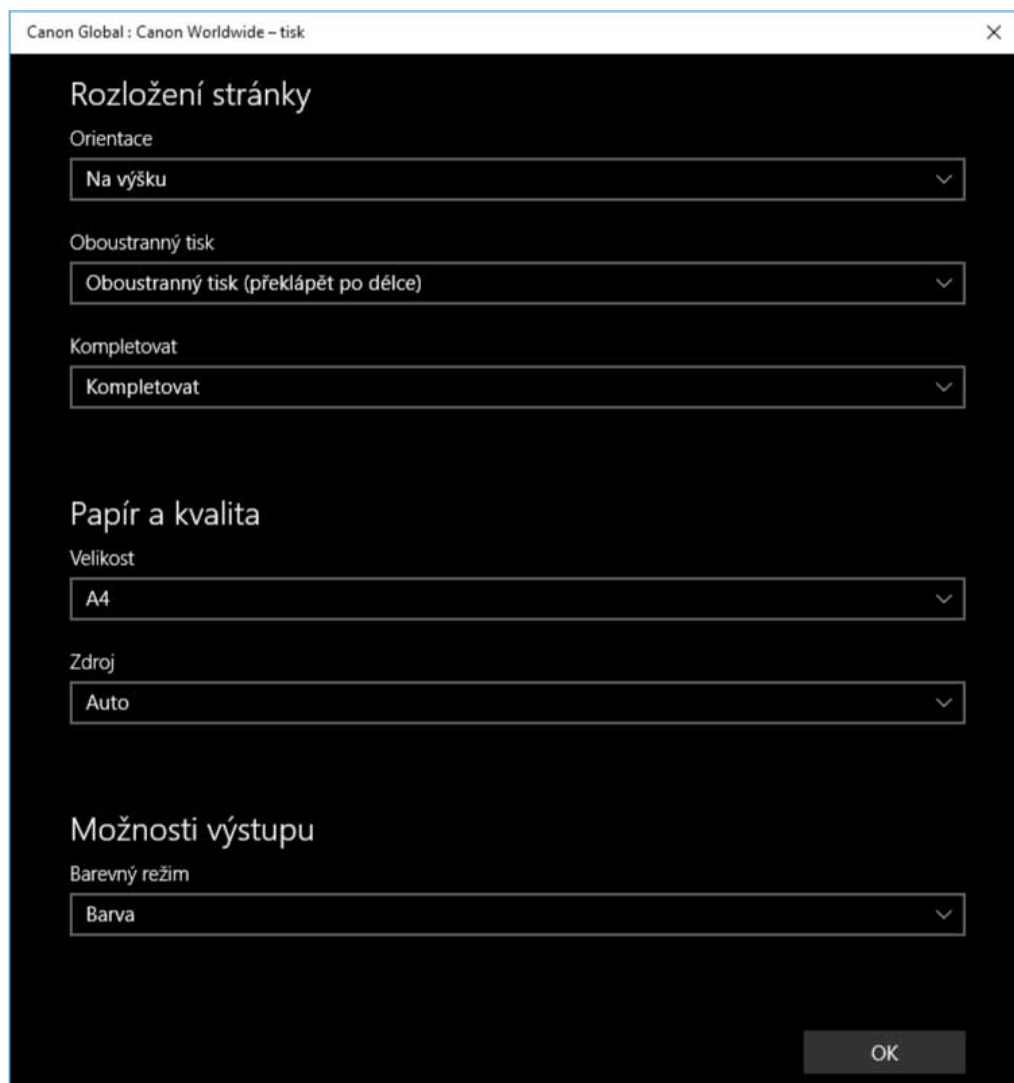 Canon Global : Canon Worldwide – tisk
Rozložení stránky
Orientace
Na výšku
Oboustranný tisk
Oboustranný tisk (překlápět po délce)
Kompletovat
Kompletovat
Papír a kvalita
Velikost
A4
Zdroj
Auto
Možnosti výstupu
Barevný režim
Barva
OK